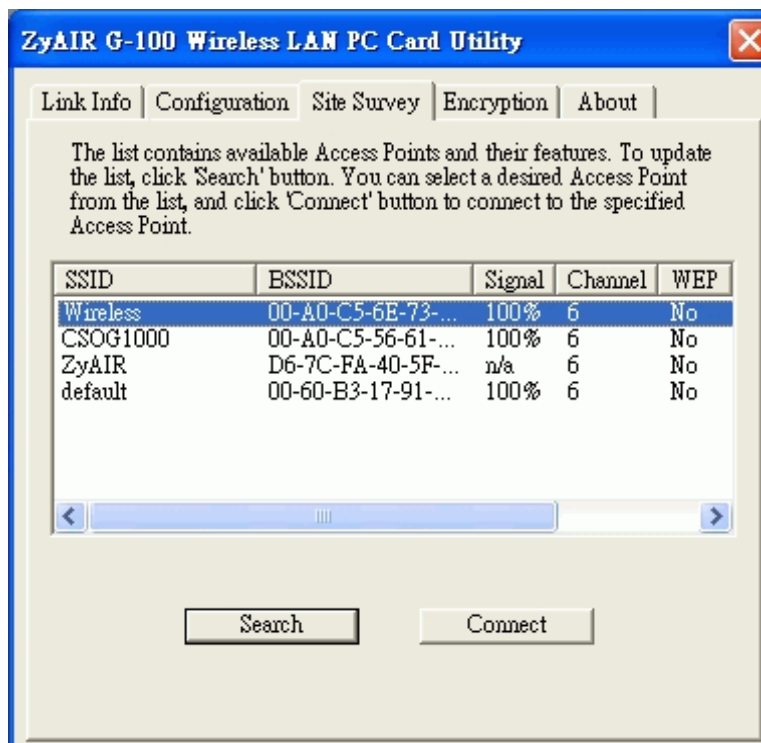 ZyAIR G-100 Wireless LAN PC Card Utility
Link Info Configuration Site Survey Encryption About
The list contains available Access Points and their features. To update
the list, click 'Search' button. You can select a desired Access Point
from the list, and click 'Connect' button to connect to the specified
Access Point.
SSID BSSID Signal Channel WEP
Wireless 00-A0-C5-6E-73-... 100% 6 No
CSOG1000 00-A0-C5-56-61-... 100% 6 No
ZyAIR D6-7C-FA-40-5F-... n/a 6 No
default 00-60-B3-17-91-... 100% 6 No
Search Connect